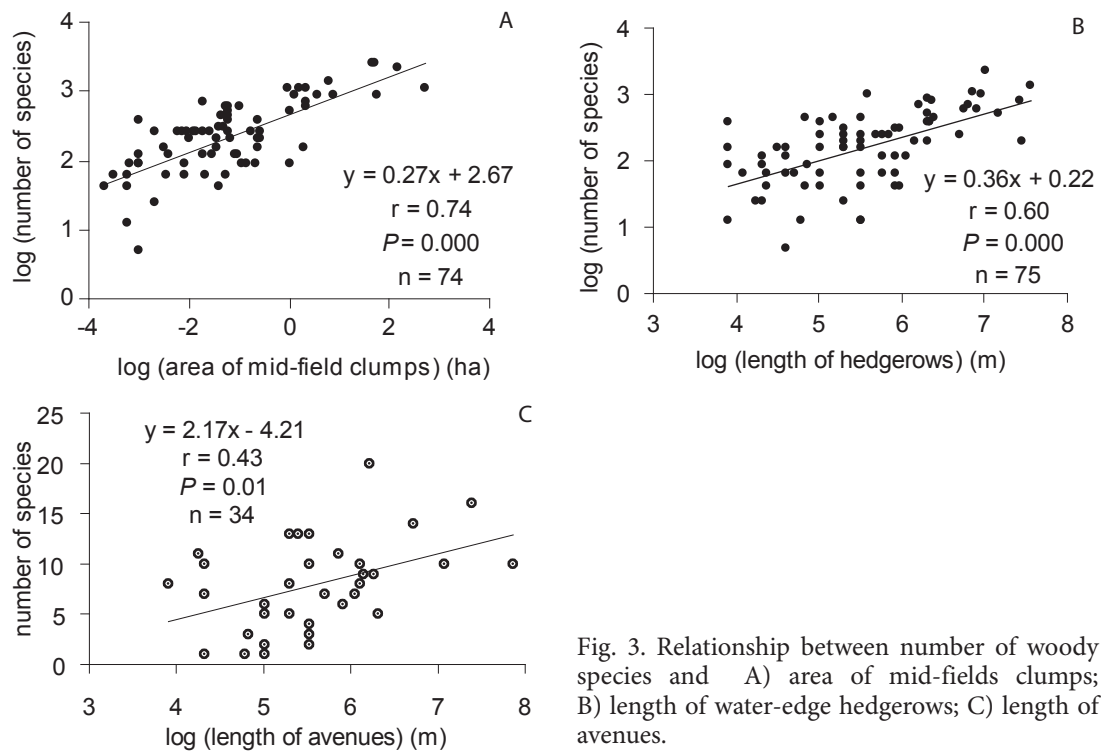 A
4
3
2
1
0
log (number of species)
y = 0.27x + 2.67
r = 0.74
P = 0.000
n = 74
-4 -2 0 2 4
log (area of mid-field clumps) (ha)
B
4
3
2
1
0
log (number of species)
y = 0.36x + 0.22
r = 0.60
P = 0.000
n = 75
3 4 5 6 7 8
log (length of hedgerows) (m)
C
25
20
15
10
5
0
number of species
y = 2.17x - 4.21
r = 0.43
P = 0.01
n = 34
3 4 5 6 7 8
log (length of avenues) (m)
Fig. 3. Relationship between number of woody
species and A) area of mid-fields clumps;
B) length of water-edge hedgerows; C) length of
avenues.